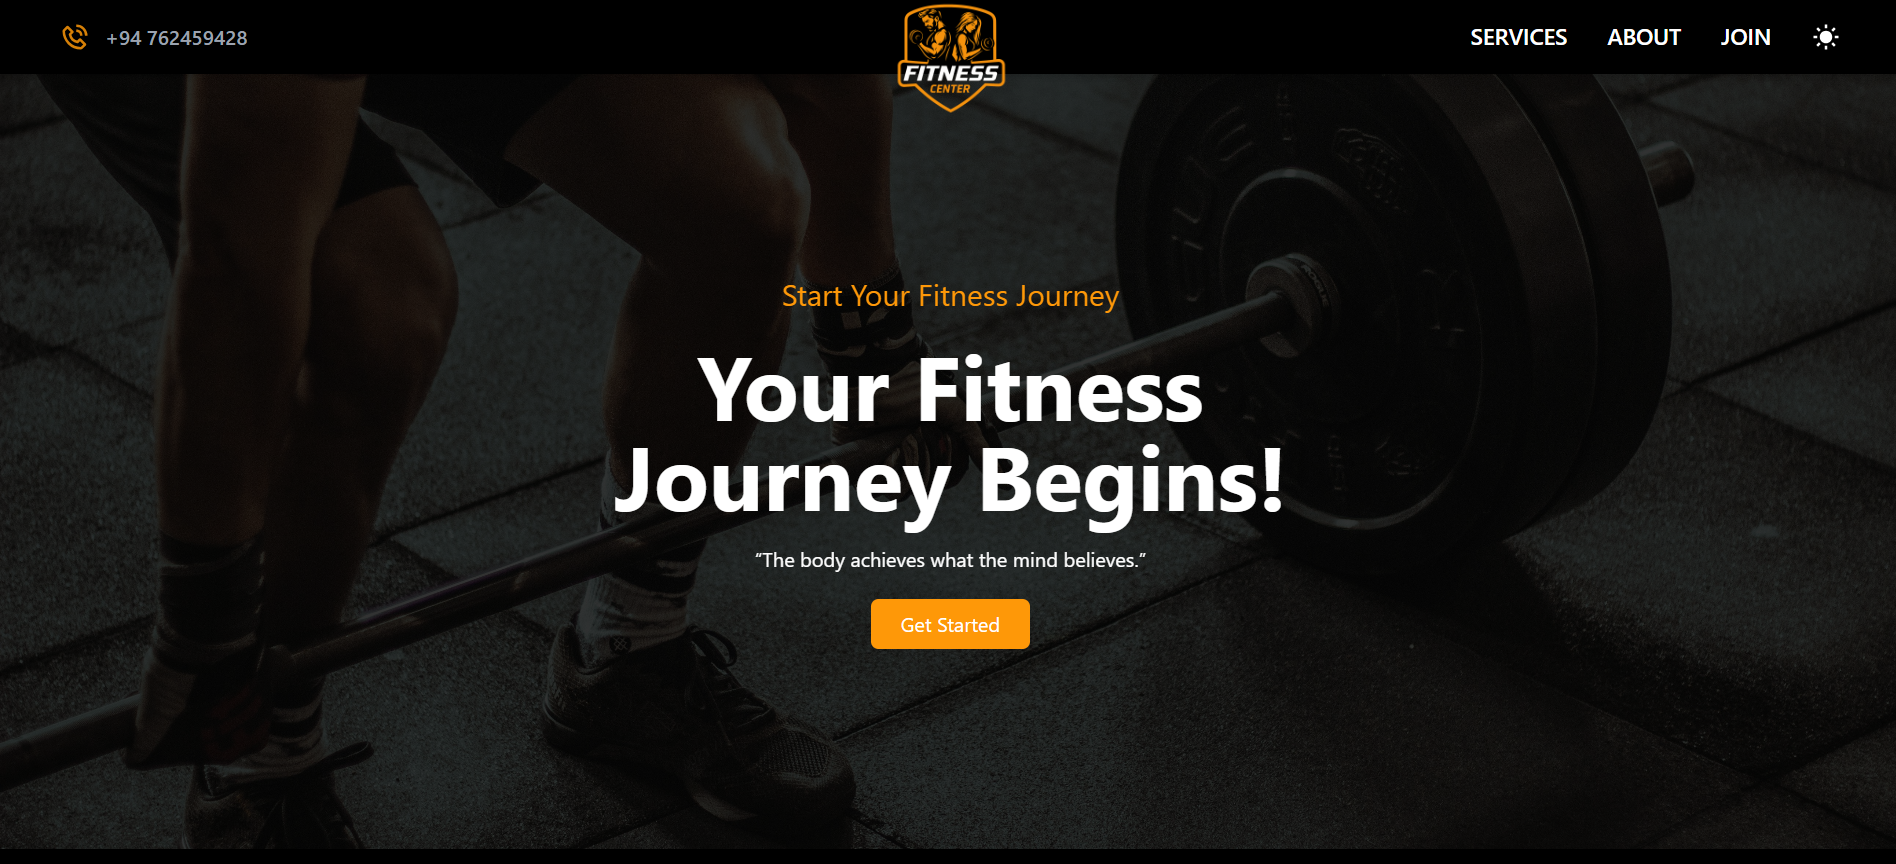 +94 762459428
FITNESS
CENTER
SERVICES
ABOUT
JOIN
Start Your Fitness Journey
Your Fitness
Journey Begins!
“The body achieves what the mind believes.”
Get Started